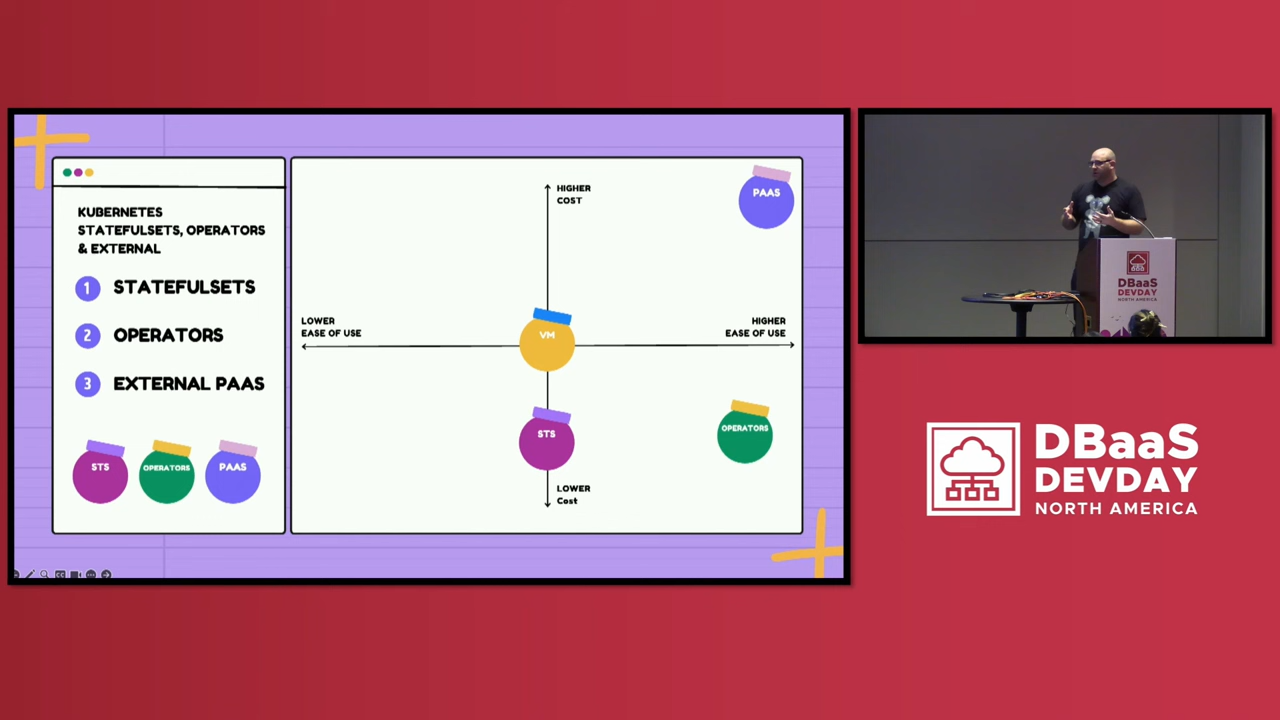 KUBERNETES
STATEFULSETS, OPERATORS
& EXTERNAL
1 STATEFULSETS
2 OPERATORS
3 EXTERNAL PAAS
STS
OPERATORS
PAAS
HIGHER
COST
PAAS
LOWER
EASE OF USE
VM
HIGHER
EASE OF USE
STS
OPERATORS
LOWER
Cost
DBaaS
DEVDAY
NORTH AMERICA
DBaaS
DEVDAY
NORTH AMERICA